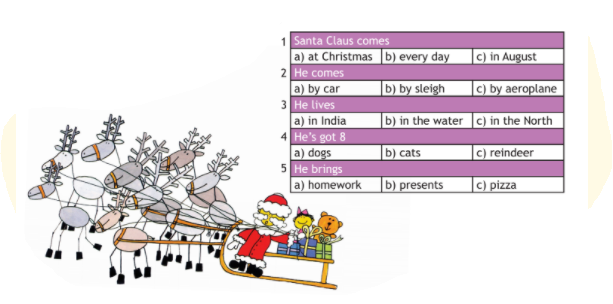 1 Santa Claus comes
a) at Christmas b) every day c) in August
2 He comes
a) by car b) by sleigh c) by aeroplane
3 He lives
a) in India b) in the water c) in the North
4 He's got 8
a) dogs b) cats c) reindeer
5 He brings
a) homework b) presents c) pizza